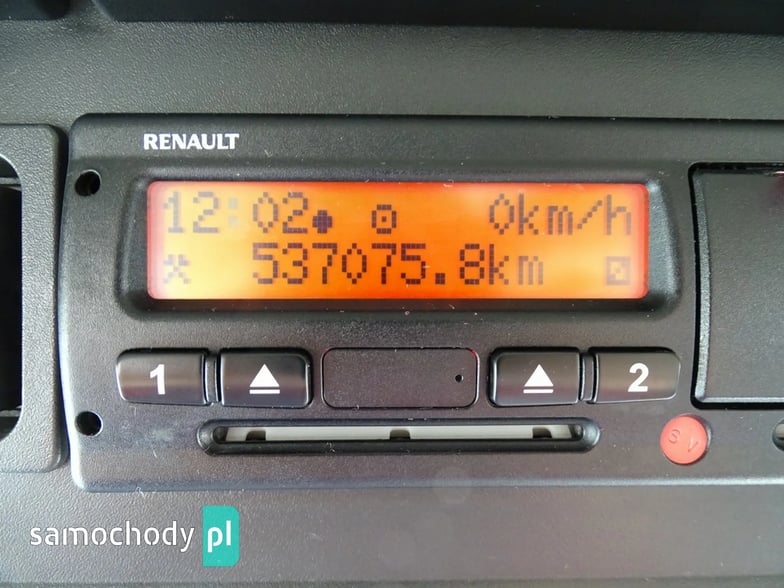 RENAULT
12:02 0km/h
537075.8km
1 2
samochody pl